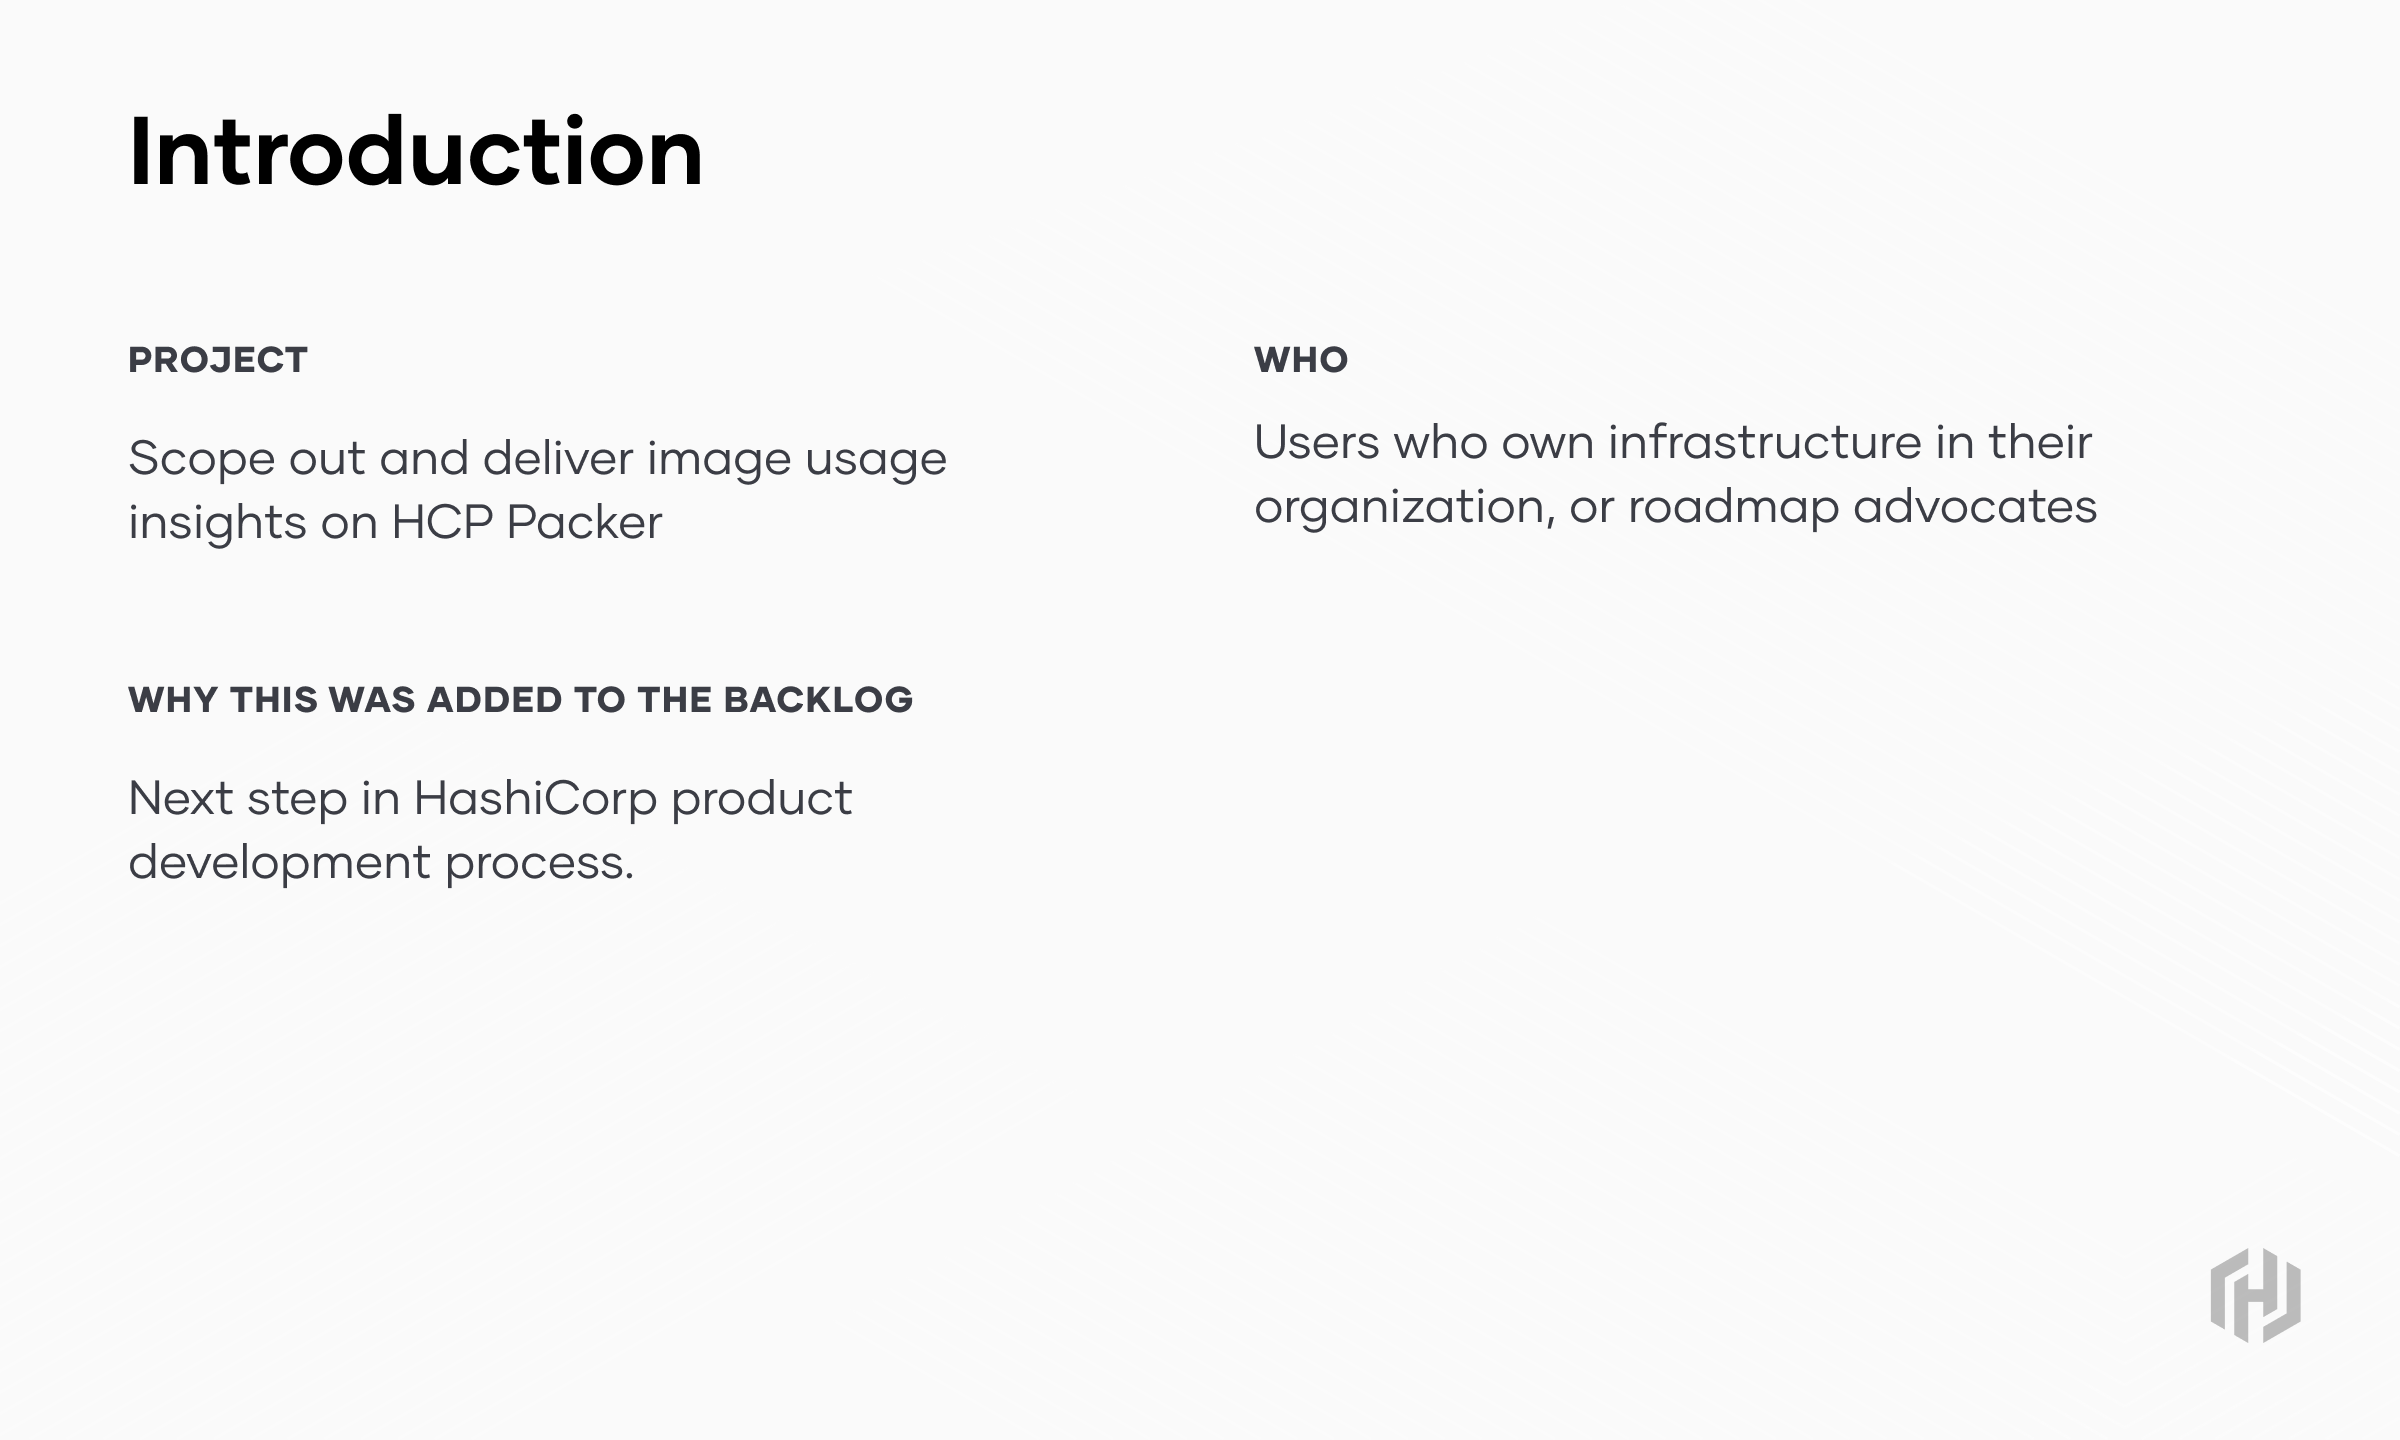 Introduction
PROJECT
Scope out and deliver image usage
insights on HCP Packer
WHY THIS WAS ADDED TO THE BACKLOG
Next step in HashiCorp product
development process.
WHO
Users who own infrastructure in their
organization, or roadmap advocates